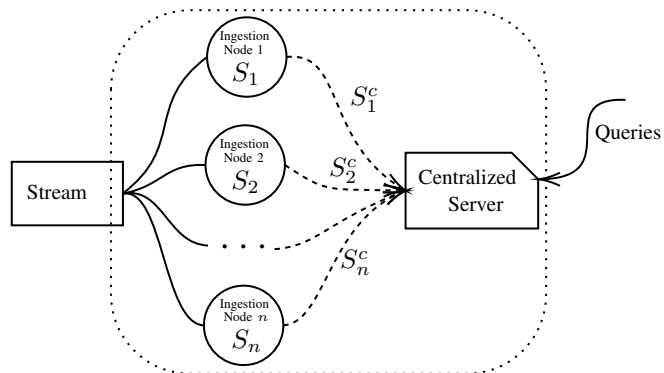 Ingestion
Node 1
$S_1$
$S_1^c$
Queries
Ingestion
Node 2
$S_2$
$S_2^c$
Centralized
Server
Stream
. . .
$S_n^c$
Ingestion
Node $n$
$S_n$